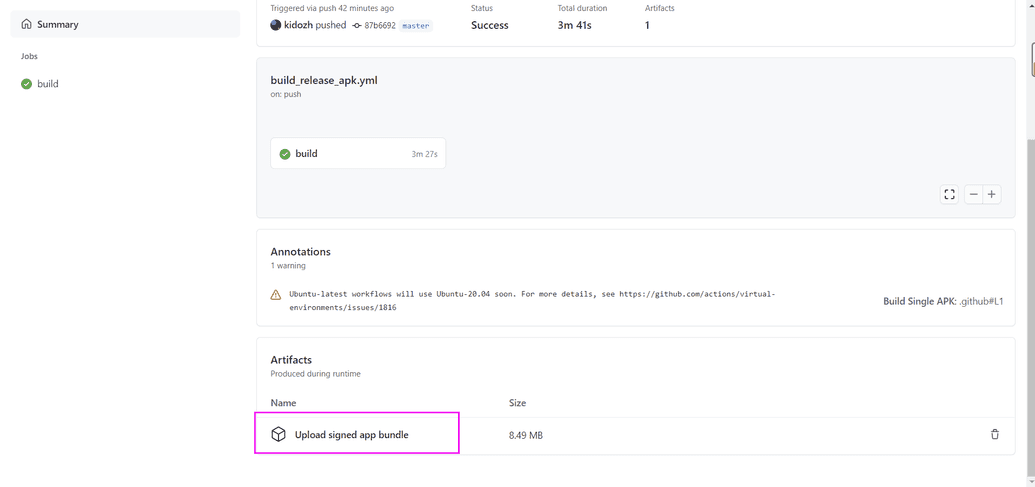 Summary
Jobs
build
Triggered via push 42 minutes ago
Status
Total duration
Artifacts
kidozh pushed 87b6692 master
Success
3m 41s
1
build_release_apk.yml
on: push
build
3m 27s
Annotations
1 warning
Ubuntu-latest workflows will use Ubuntu-20.04 soon. For more details, see https://github.com/actions/virtual-
environments/issues/1816
Build Single APK: .github#L1
Artifacts
Produced during runtime
Name
Size
Upload signed app bundle
8.49 MB